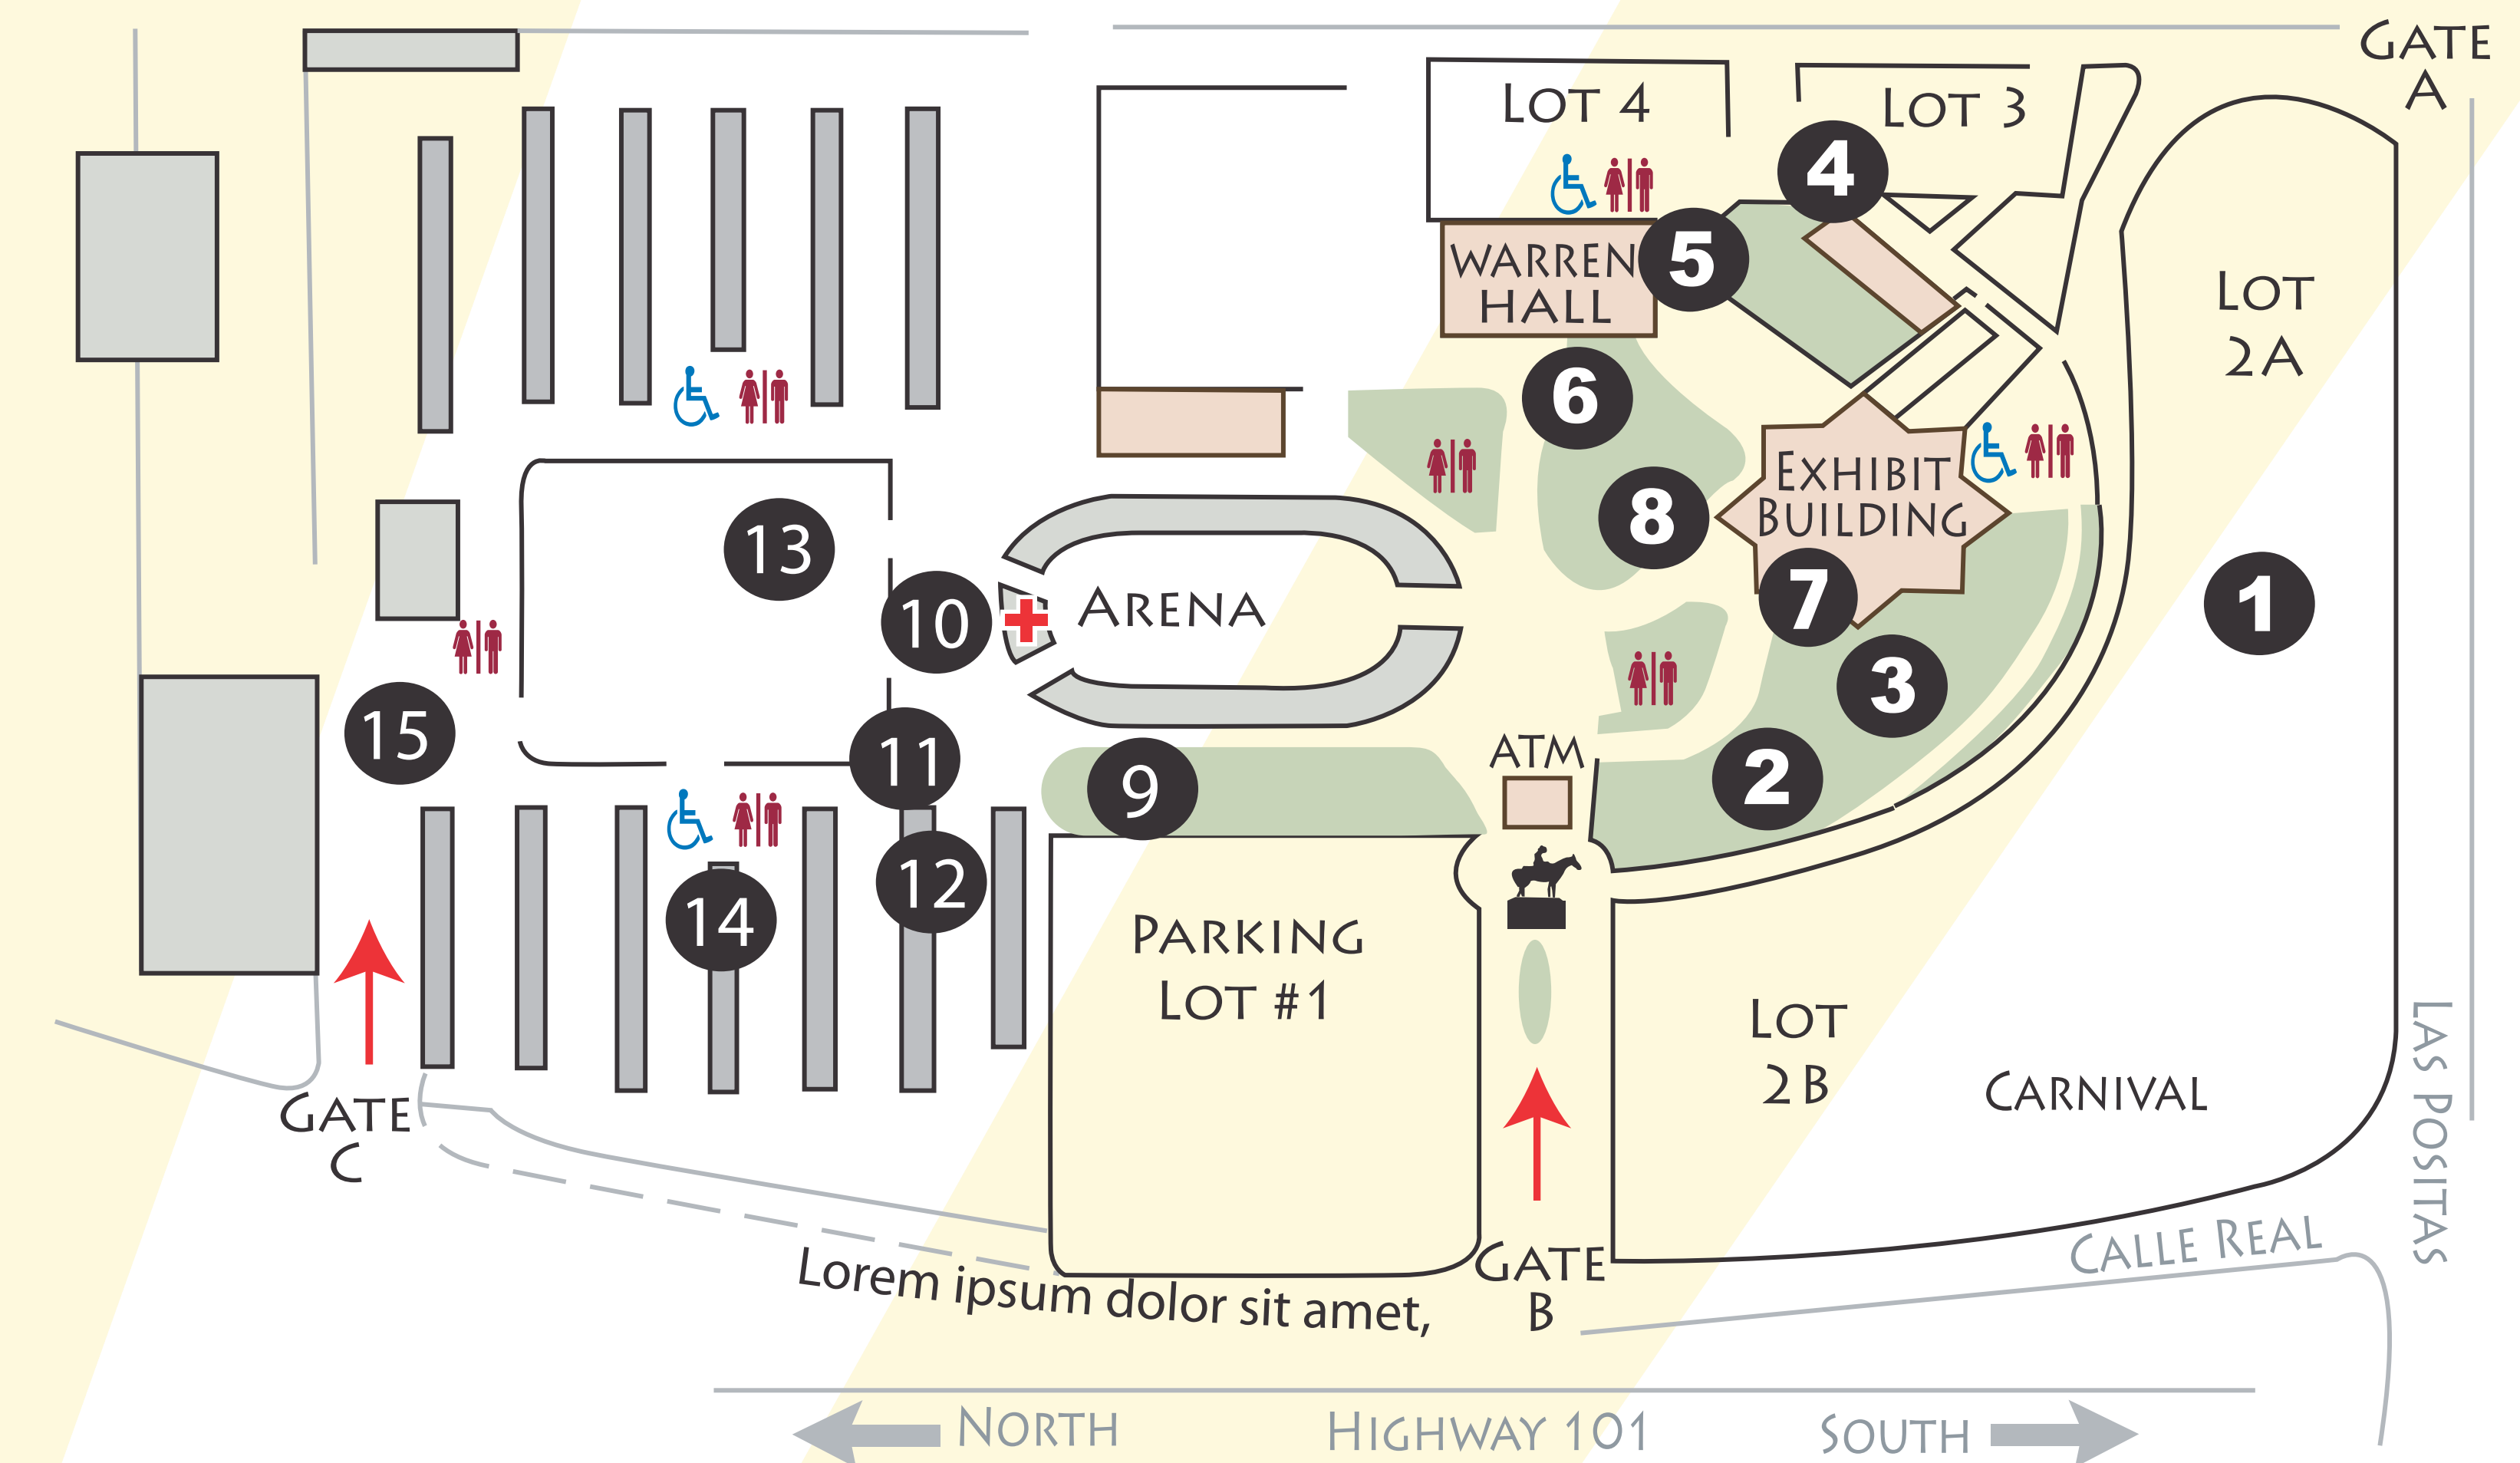 GATE
A
LOT 4
LOT 3
4
WARREN
HALL
5
LOT
2A
6
EXHIBIT
BUILDING
8
13
10
ARENA
7
1
3
15
11
ATM
2
9
12
14
PARKING
LOT #1
LOT
2B
CARNIVAL
LAS POSITAS
GATE
C
CALLE REAL
Lorem ipsum dolor sit amet,
GATE
B
NORTH
HIGHWAY 101
SOUTH